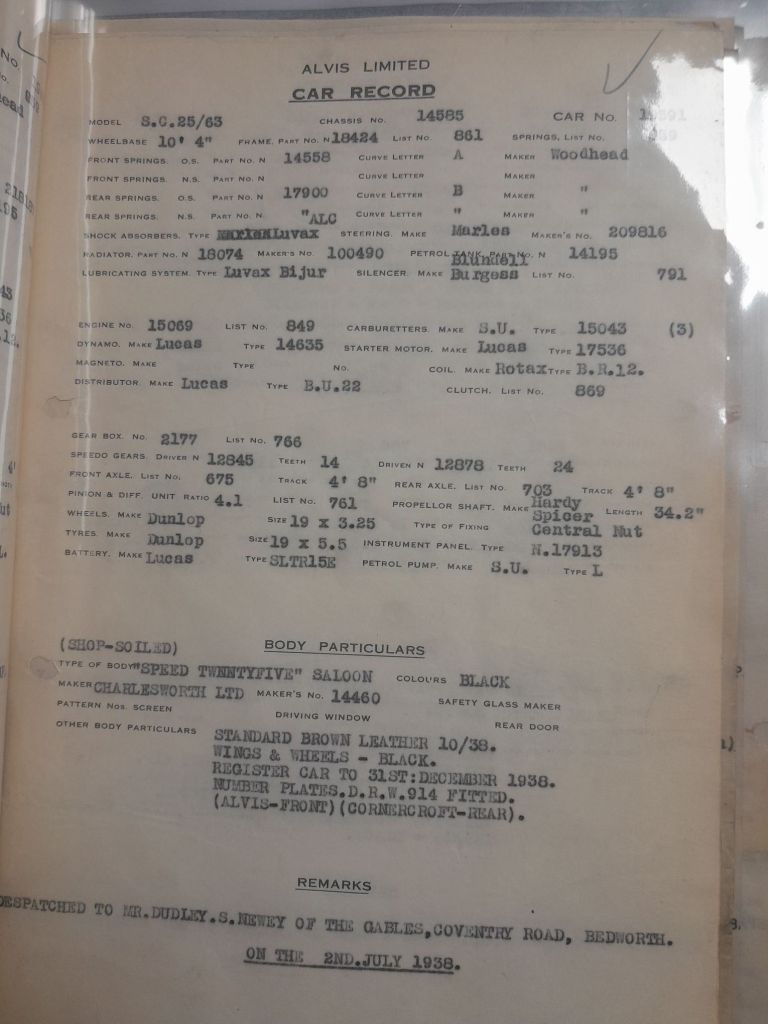 ALVIS LIMITED
CAR RECORD
MODEL S.C.25/63 CHASSIS No. 14585 CAR No.
WHEELBASE 10' 4" FRAME, PART No. N 18424 LIST No. 861 SPRINGS, LIST No.
FRONT SPRINGS. O.S. PART No. N 14558 CURVE LETTER A MAKER Woodhead
FRONT SPRINGS. N.S. PART No. N CURVE LETTER MAKER
REAR SPRINGS. O.S. PART No. N 17900 CURVE LETTER B MAKER "
REAR SPRINGS. N.S. PART No. N "ALC CURVE LETTER " MAKER "
SHOCK ABSORBERS. TYPE Luvax STEERING. MAKE Marles MAKER'S No. 209816
RADIATOR. PART No. N 18074 MAKER'S No. 100490 PETROL TANK. PART No. N 14195
LUBRICATING SYSTEM. TYPE Luvax Bijur SILENCER. MAKE Blundell Burgess LIST No. 791
ENGINE No. 15069 LIST No. 849 CARBURETTERS. MAKE S.U. TYPE 15043 (3)
DYNAMO. MAKE Lucas TYPE 14635 STARTER MOTOR. MAKE Lucas TYPE 17536
MAGNETO. MAKE TYPE No. COIL. MAKE Rotax TYPE B.R.12.
DISTRIBUTOR. MAKE Lucas TYPE B.U.22 CLUTCH. LIST No. 869
GEAR BOX. No. 2177 LIST No. 766
SPEEDO GEARS. DRIVER N 12845 TEETH 14 DRIVEN N 12878 TEETH 24
FRONT AXLE. LIST No. 675 TRACK 4' 8" REAR AXLE. LIST No. 703 TRACK 4' 8"
PINION & DIFF. UNIT RATIO 4.1 LIST No. 761 PROPELLOR SHAFT. MAKE Hardy Spicer LENGTH 34.2"
WHEELS. MAKE Dunlop SIZE 19 x 3.25 TYPE OF FIXING Central Nut
TYRES. MAKE Dunlop SIZE 19 x 5.5 INSTRUMENT PANEL. TYPE N.17913
BATTERY. MAKE Lucas TYPE SLTR15E PETROL PUMP. MAKE S.U. TYPE L
(SHOP-SOILED) BODY PARTICULARS
TYPE OF BODY "SPEED TWENTYFIVE" SALOON COLOURS BLACK
MAKER CHARLESWORTH LTD MAKER'S No. 14460 SAFETY GLASS MAKER
PATTERN Nos. SCREEN DRIVING WINDOW REAR DOOR
OTHER BODY PARTICULARS STANDARD BROWN LEATHER 10/38.
WINGS & WHEELS - BLACK.
REGISTER CAR TO 31ST:DECEMBER 1938.
NUMBER PLATES.D.R.W.914 FITTED.
(ALVIS-FRONT)(CORNERCROFT-REAR).
REMARKS
DESPATCHED TO MR.DUDLEY.S.NEWEY OF THE GABLES,COVENTRY ROAD, BEDWORTH.
ON THE 2ND.JULY 1938.